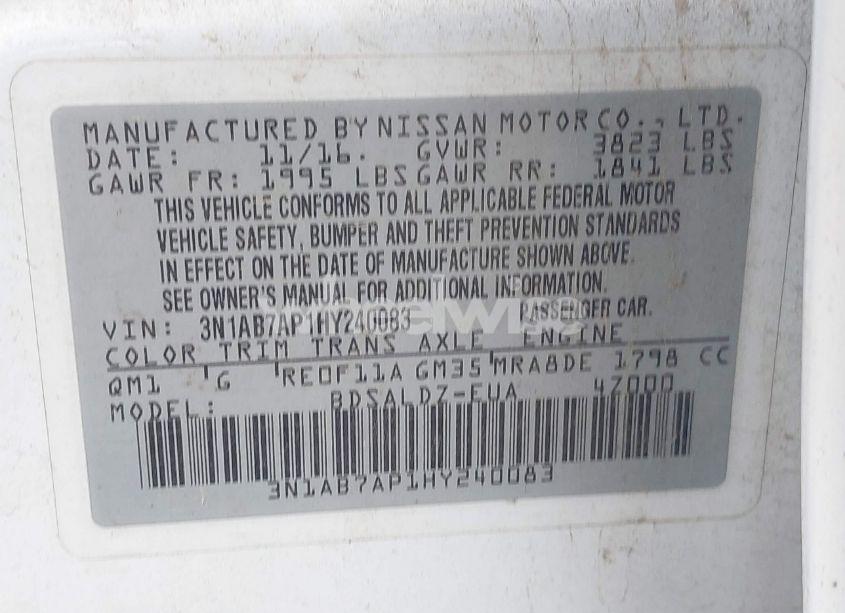 MANUFACTURED BY NISSAN MOTOR CO., LTD.
DATE: 11/16. GVWR: 3823 LBS
GAWR FR: 1995 LBS GAWR RR: 1841 LBS
THIS VEHICLE CONFORMS TO ALL APPLICABLE FEDERAL MOTOR
VEHICLE SAFETY, BUMPER AND THEFT PREVENTION STANDARDS
IN EFFECT ON THE DATE OF MANUFACTURE SHOWN ABOVE.
SEE OWNER'S MANUAL FOR ADDITIONAL INFORMATION.
VIN: 3N1AB7AP1HY240083 PASSENGER CAR.
COLOR TRIM TRANS AXLE ENGINE
QM1 G RE0F11A GM35 MRA8DE 1798 CC
MODEL: BDSALDZ-EUA 47000
3N1AB7AP1HY240083